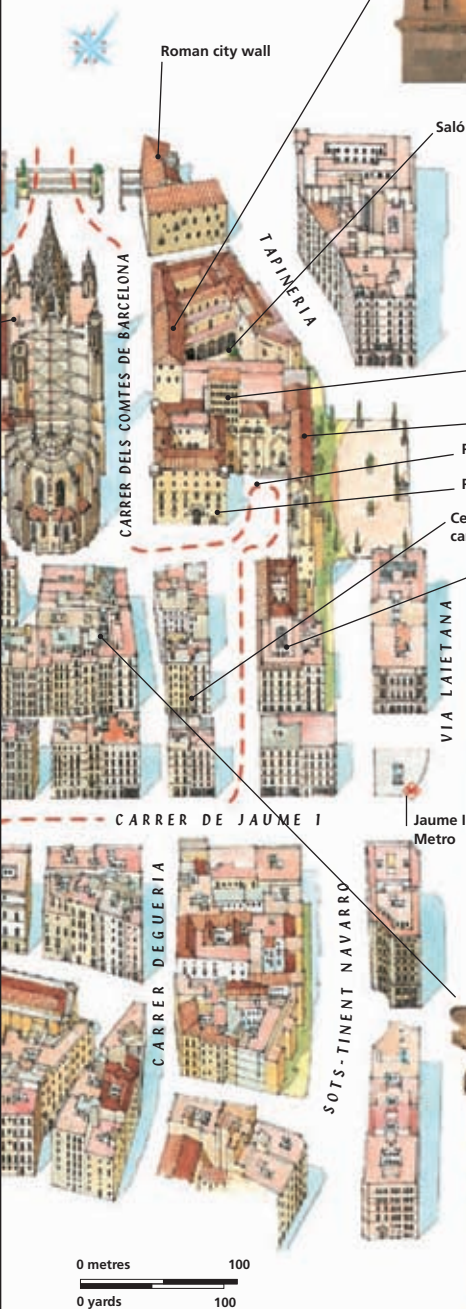 Roman city wall
Saló
TAPINERIA
CARRER DELS COMTES DE BARCELONA
P
P
Ce
ca
VIA LAIETANA
CARRER DE JAUME I
Jaume I
Metro
CARRER DEGUERIA
SOTS-TINENT NAVARRO
0 metres 100
0 yards 100